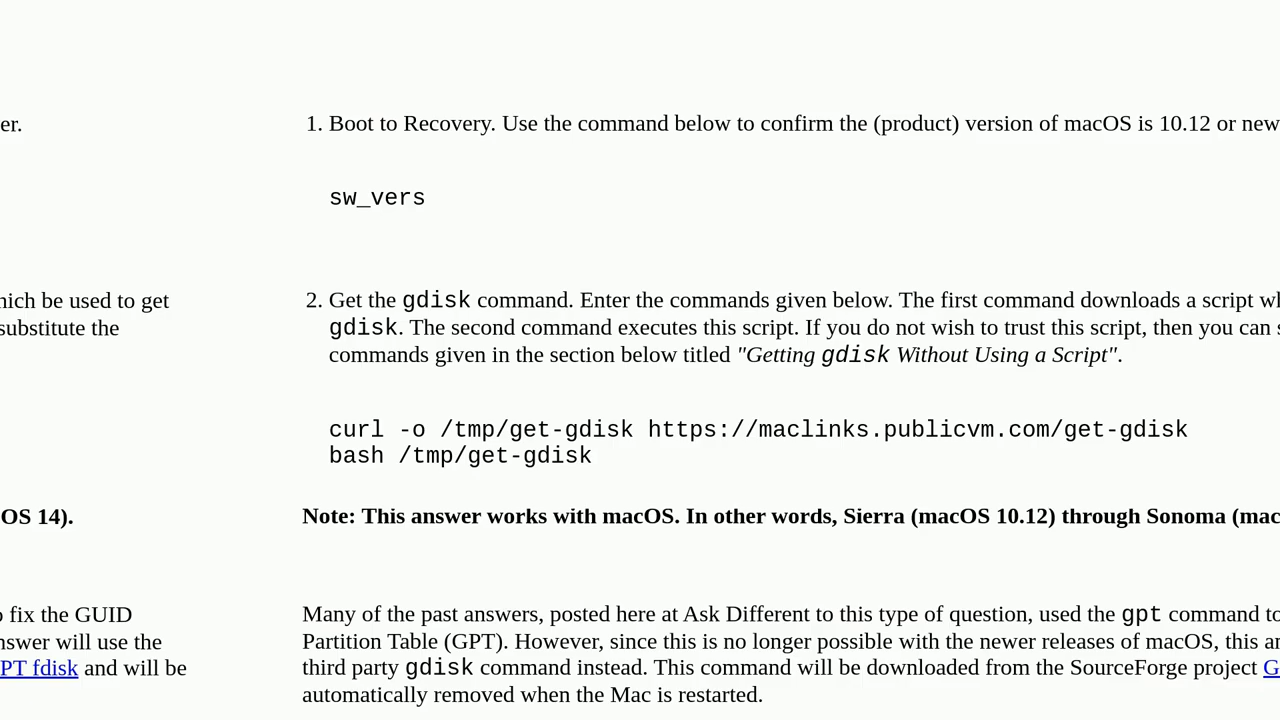 er.
hich be used to get
substitute the
OS 14).
o fix the GUID
nswer will use the
PT fdisk and will be
1. Boot to Recovery. Use the command below to confirm the (product) version of macOS is 10.12 or new
sw_vers
2. Get the gdisk command. Enter the commands given below. The first command downloads a script wh
gdisk. The second command executes this script. If you do not wish to trust this script, then you can s
commands given in the section below titled "Getting gdisk Without Using a Script".
curl -o /tmp/get-gdisk https://maclinks.publicvm.com/get-gdisk
bash /tmp/get-gdisk
Note: This answer works with macOS. In other words, Sierra (macOS 10.12) through Sonoma (mac
Many of the past answers, posted here at Ask Different to this type of question, used the gpt command to
Partition Table (GPT). However, since this is no longer possible with the newer releases of macOS, this an
third party gdisk command instead. This command will be downloaded from the SourceForge project G
automatically removed when the Mac is restarted.